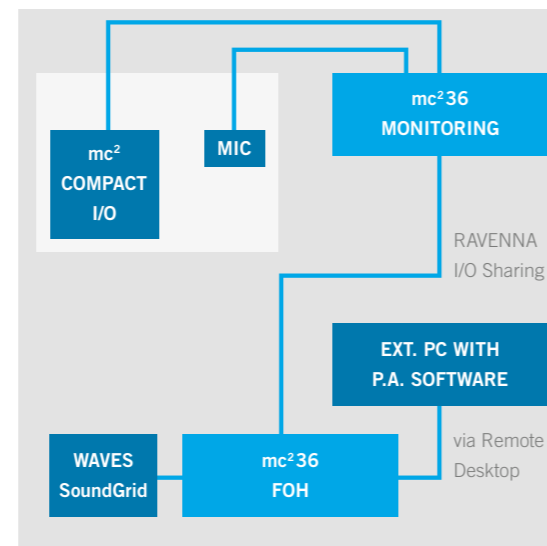 mc²36
MONITORING
mc²
COMPACT
I/O
MIC
RAVENNA
I/O Sharing
EXT. PC WITH
P.A. SOFTWARE
WAVES
SoundGrid
mc²36
FOH
via Remote
Desktop